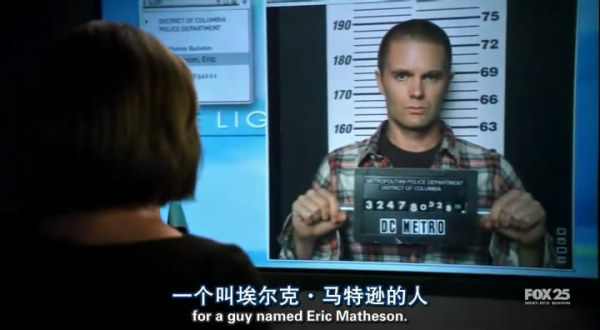 DISTRICT OF COLUMBIA
POLICE DEPARTMENT
Eric
LIG
190
180
170
160
75
72
69
66
63
METROPOLITAN POLICE DEPARTMENT
DISTRICT OF COLUMBIA
DC METRO
一个叫埃尔克·马特逊的人
for a guy named Eric Matheson.
FOX 25